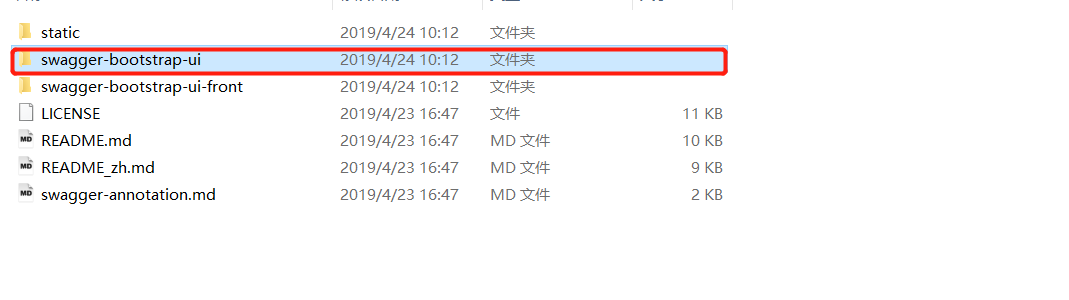 static 2019/4/24 10:12 文件夹
swagger-bootstrap-ui 2019/4/24 10:12 文件夹
swagger-bootstrap-ui-front 2019/4/24 10:12 文件夹
LICENSE 2019/4/23 16:47 文件 11 KB
MD README.md 2019/4/23 16:47 MD 文件 10 KB
MD README_zh.md 2019/4/23 16:47 MD 文件 9 KB
MD swagger-annotation.md 2019/4/23 16:47 MD 文件 2 KB